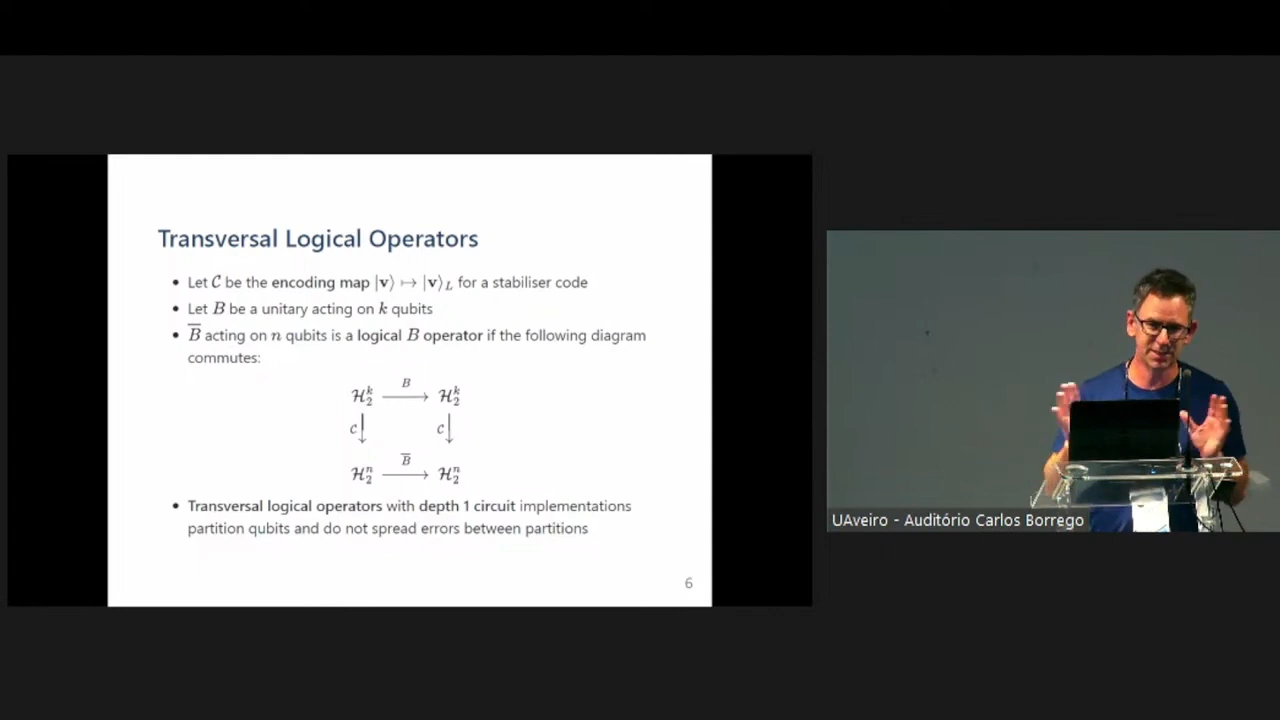 Transversal Logical Operators
• Let 𝒞 be the encoding map |v⟩ ↦ |v⟩_L for a stabiliser code
• Let B be a unitary acting on k qubits
• B̅ acting on n qubits is a logical B operator if the following diagram
commutes:
B
ℋ₂ᵏ ⟶ ℋ₂ᵏ
𝒞↓ 𝒞↓
B̅
ℋ₂ⁿ ⟶ ℋ₂ⁿ
• Transversal logical operators with depth 1 circuit implementations
partition qubits and do not spread errors between partitions
6
UAveiro - Auditório Carlos Borrego